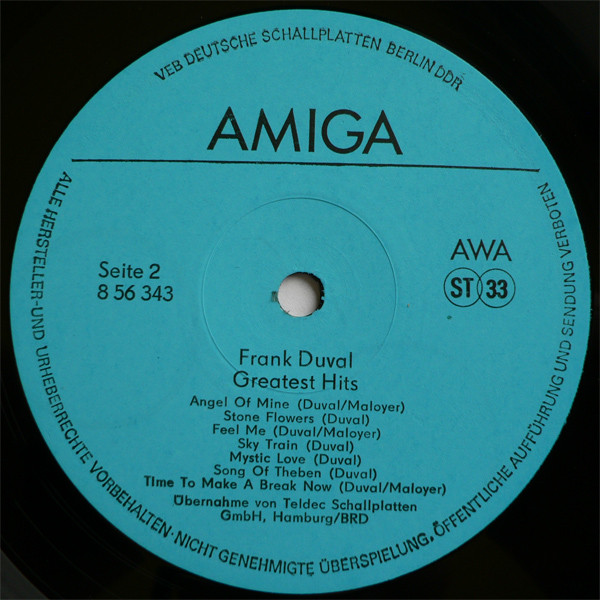 VEB DEUTSCHE SCHALLPLATTEN BERLIN DDR
AMIGA
Seite 2
8 56 343
AWA
ST 33
Frank Duval
Greatest Hits
Angel Of Mine (Duval/Maloyer)
Stone Flowers (Duval)
Feel Me (Duval/Maloyer)
Sky Train (Duval)
Mystic Love (Duval)
Song Of Theben (Duval)
Time To Make A Break Now (Duval/Maloyer)
Übernahme von Teldec Schallplatten
GmbH, Hamburg/BRD
ALLE HERSTELLER-UND URHEBERRECHTE VORBEHALTEN·NICHT GENEHMIGTE ÜBERSPIELUNG, ÖFFENTLICHE AUFFÜHRUNG UND SENDUNG VERBOTEN